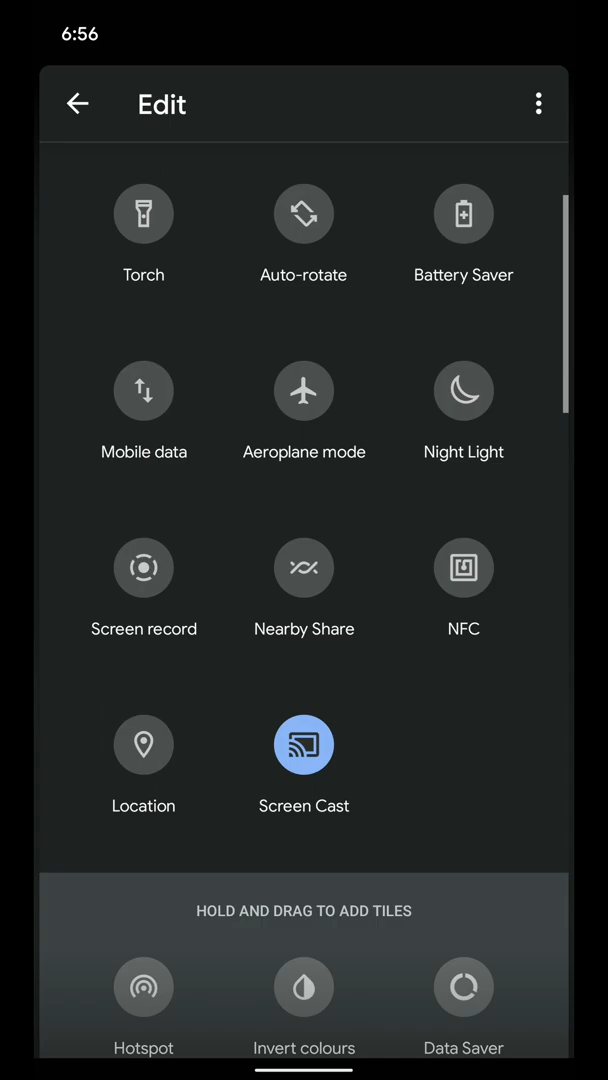 6:56
Edit
Torch
Auto-rotate
Battery Saver
Mobile data
Aeroplane mode
Night Light
Screen record
Nearby Share
NFC
Location
Screen Cast
HOLD AND DRAG TO ADD TILES
Hotspot
Invert colours
Data Saver